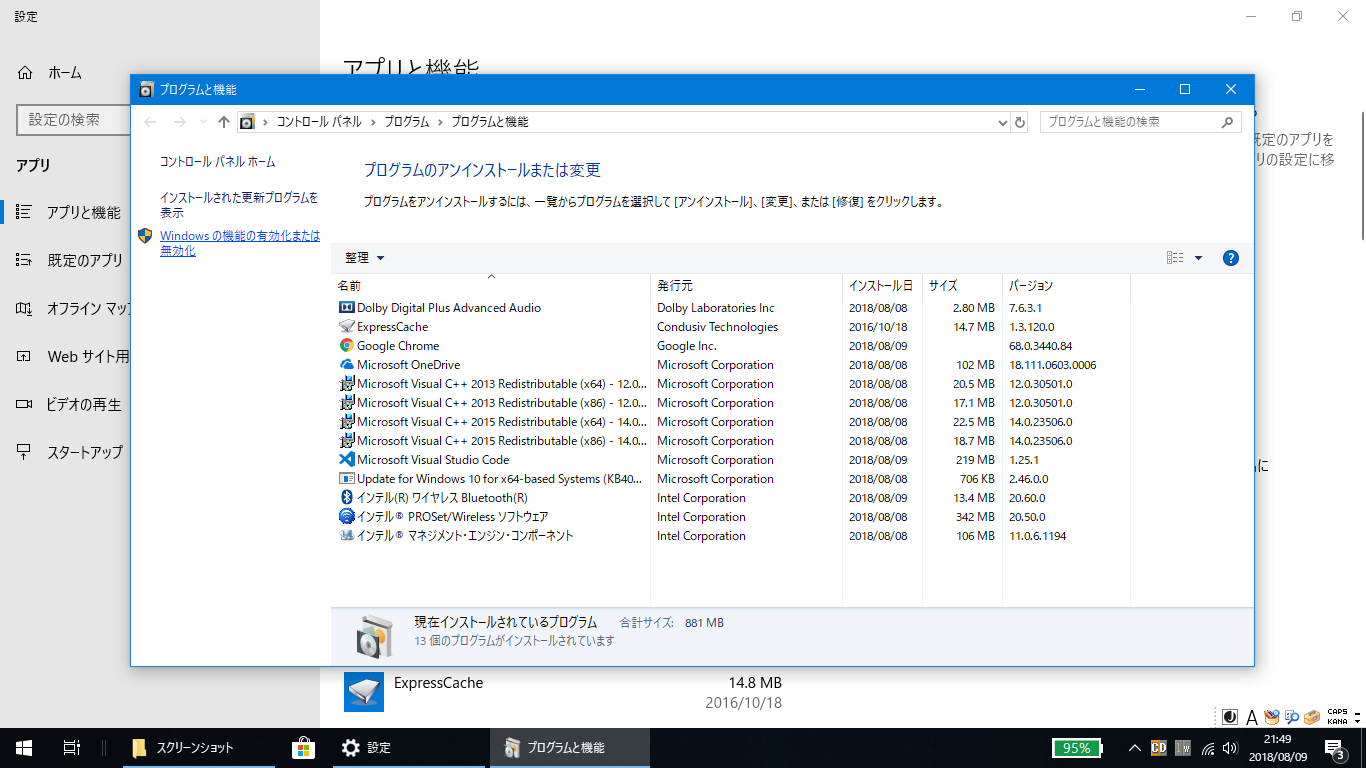 設定
ホーム
設定の検索
アプリ
アプリと機能
既定のアプリ
オフライン マップ
Web サイト用
ビデオの再生
スタートアップ
アプリと機能
プログラムと機能
コントロール パネル › プログラム › プログラムと機能
プログラムと機能の検索
コントロール パネル ホーム
インストールされた更新プログラムを
表示
Windows の機能の有効化または
無効化
プログラムのアンインストールまたは変更
プログラムをアンインストールするには、一覧からプログラムを選択して [アンインストール]、[変更]、または [修復] をクリックします。
整理
名前 発行元 インストール日 サイズ バージョン
Dolby Digital Plus Advanced Audio Dolby Laboratories Inc 2018/08/08 2.80 MB 7.6.3.1
ExpressCache Condusiv Technologies 2016/10/18 14.7 MB 1.3.120.0
Google Chrome Google Inc. 2018/08/09 68.0.3440.84
Microsoft OneDrive Microsoft Corporation 2018/08/08 102 MB 18.111.0603.0006
Microsoft Visual C++ 2013 Redistributable (x64) - 12.0... Microsoft Corporation 2018/08/08 20.5 MB 12.0.30501.0
Microsoft Visual C++ 2013 Redistributable (x86) - 12.0... Microsoft Corporation 2018/08/08 17.1 MB 12.0.30501.0
Microsoft Visual C++ 2015 Redistributable (x64) - 14.0... Microsoft Corporation 2018/08/08 22.5 MB 14.0.23506.0
Microsoft Visual C++ 2015 Redistributable (x86) - 14.0... Microsoft Corporation 2018/08/08 18.7 MB 14.0.23506.0
Microsoft Visual Studio Code Microsoft Corporation 2018/08/09 219 MB 1.25.1
Update for Windows 10 for x64-based Systems (KB40... Microsoft Corporation 2018/08/08 706 KB 2.46.0.0
インテル(R) ワイヤレス Bluetooth(R) Intel Corporation 2018/08/09 13.4 MB 20.60.0
インテル® PROSet/Wireless ソフトウェア Intel Corporation 2018/08/08 342 MB 20.50.0
インテル® マネジメント・エンジン・コンポーネント Intel Corporation 2018/08/08 106 MB 11.0.6.1194
現在インストールされているプログラム 合計サイズ: 881 MB
13 個のプログラムがインストールされています
既定のアプリを
リの設定に移
に
ExpressCache 14.8 MB
2016/10/18
A CAPS
KANA
スクリーンショット
設定
プログラムと機能
95%
CD
21:49
2018/08/09
3